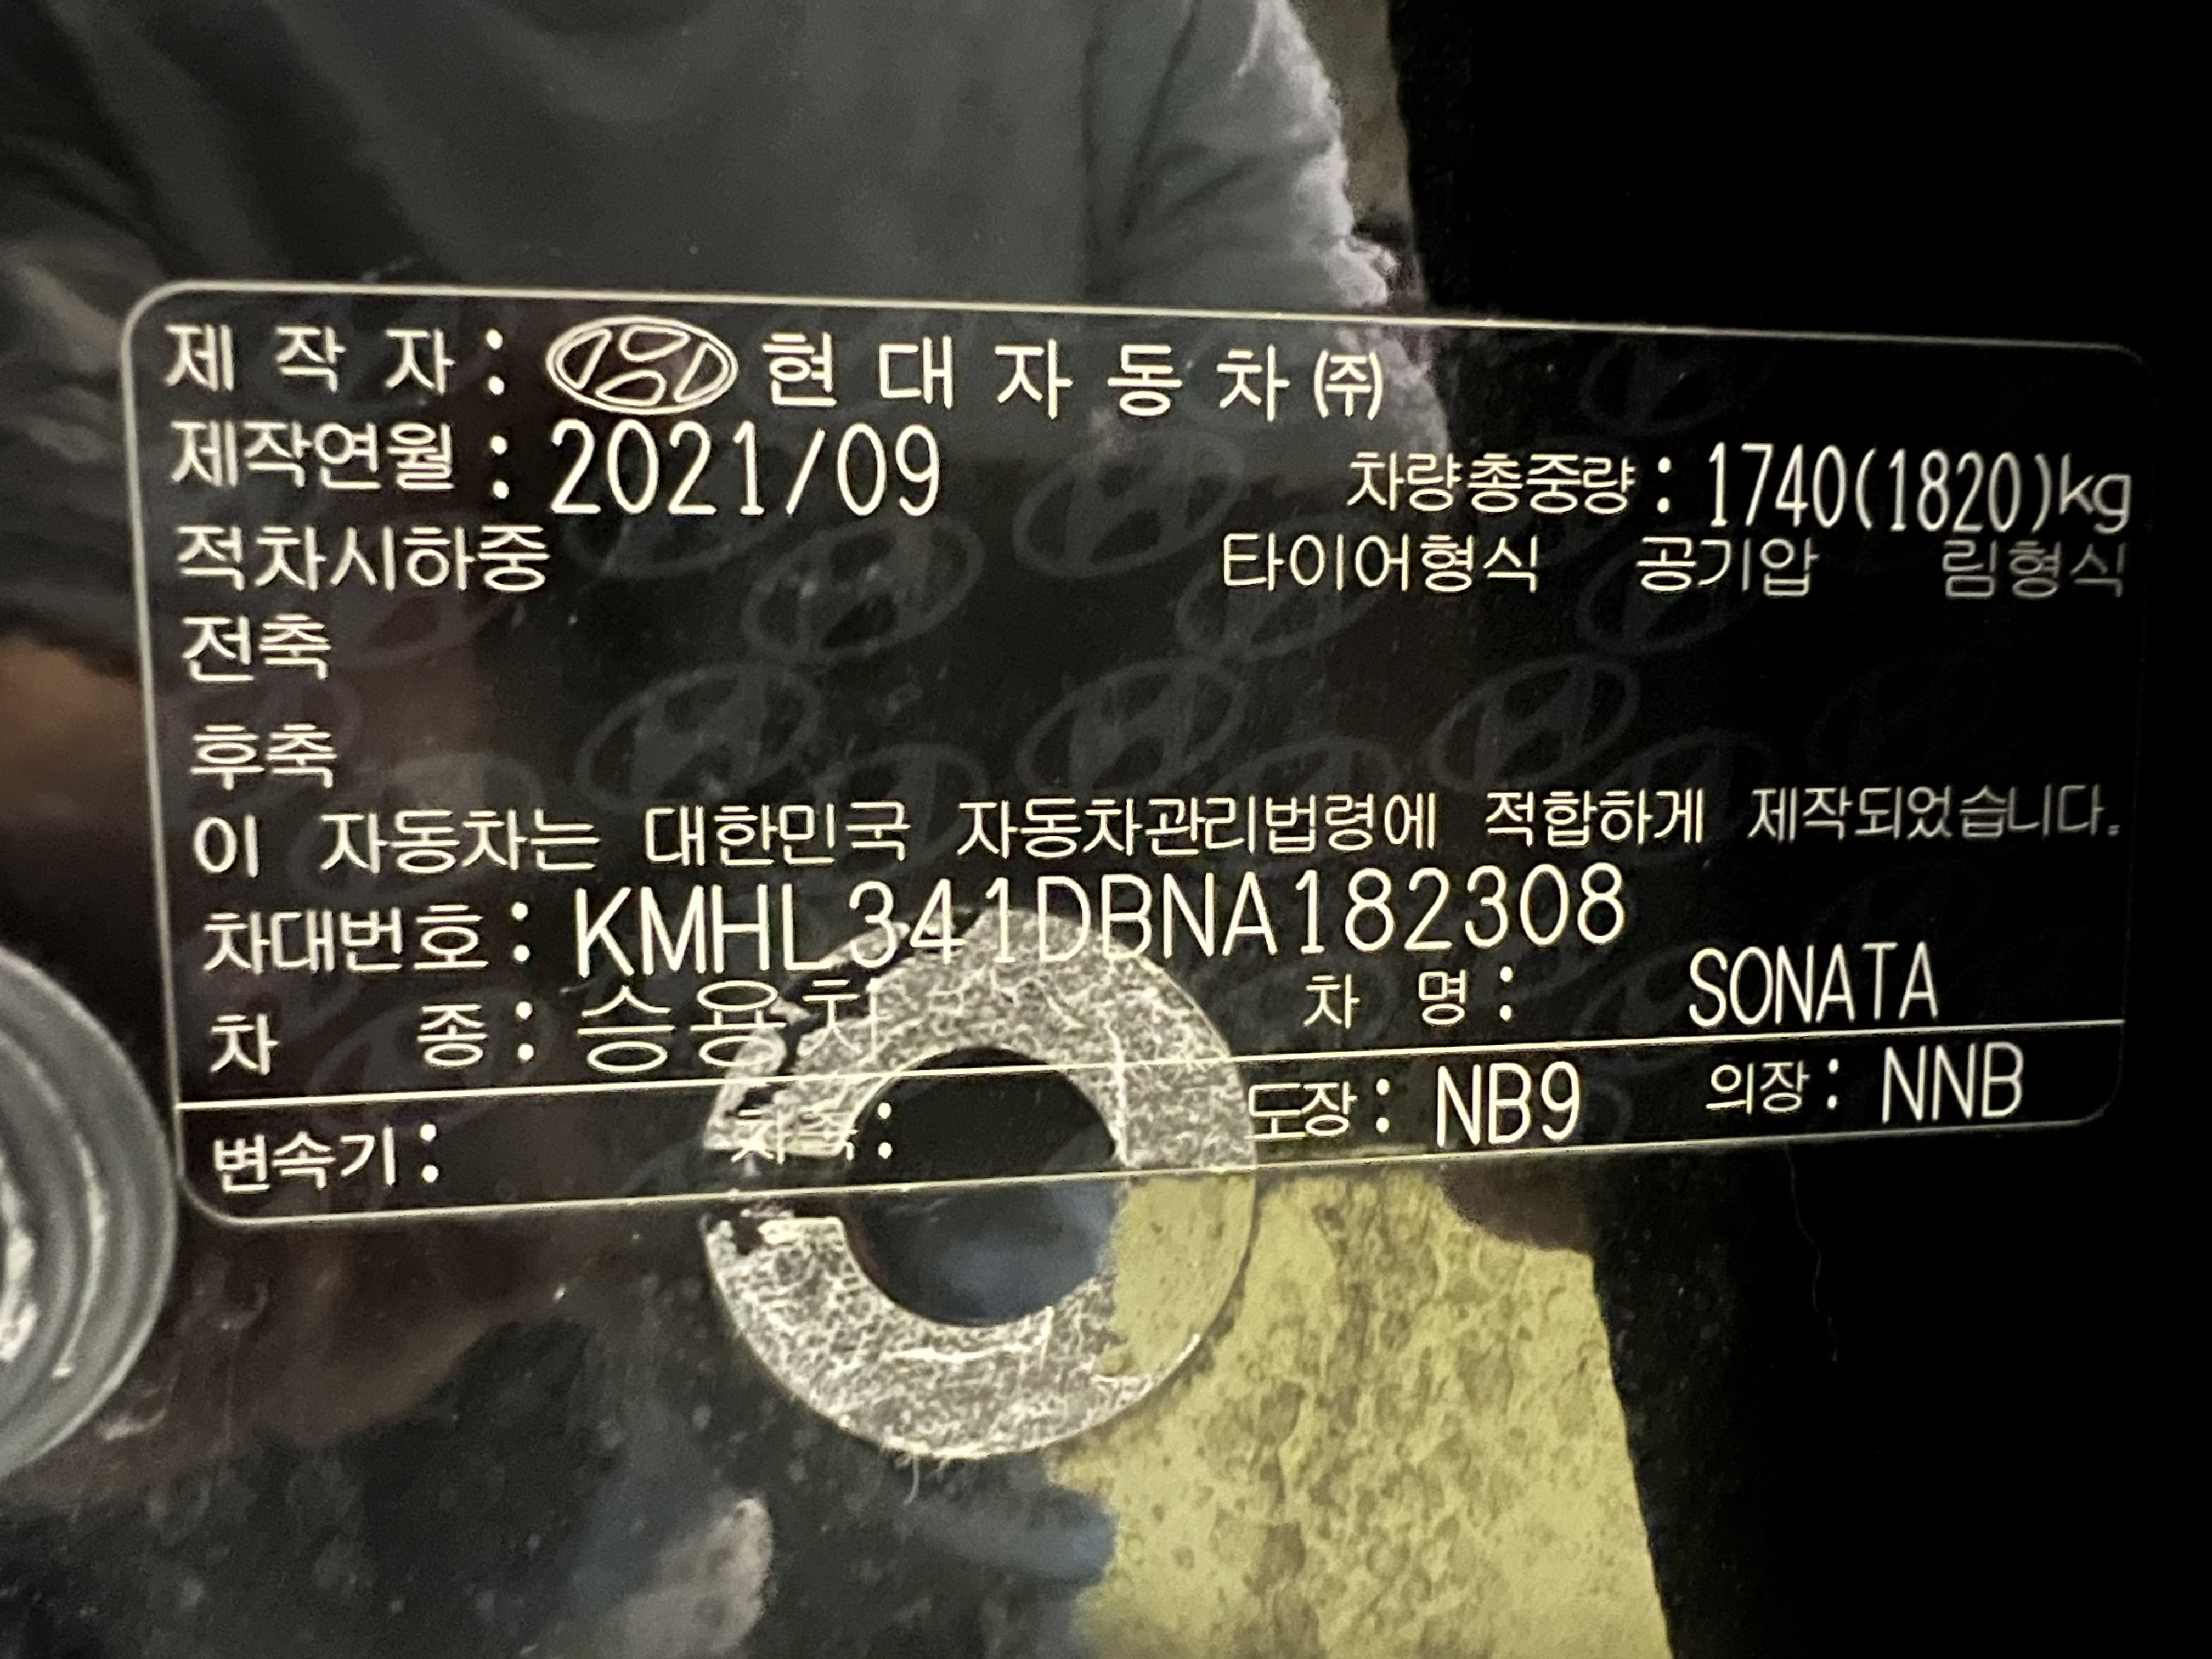 제 작 자 : 현 대 자 동 차 ㈜
제작연월 : 2021/09
차량총중량 : 1740(1820)kg
적차시하중 타이어형식 공기압 림형식
전축
후축
이 자동차는 대한민국 자동차관리법령에 적합하게 제작되었습니다.
차대번호 : KMHL341DBNA182308
차 종 : 승용차 차 명 : SONATA
변속기 : 도장 : NB9 의장 : NNB